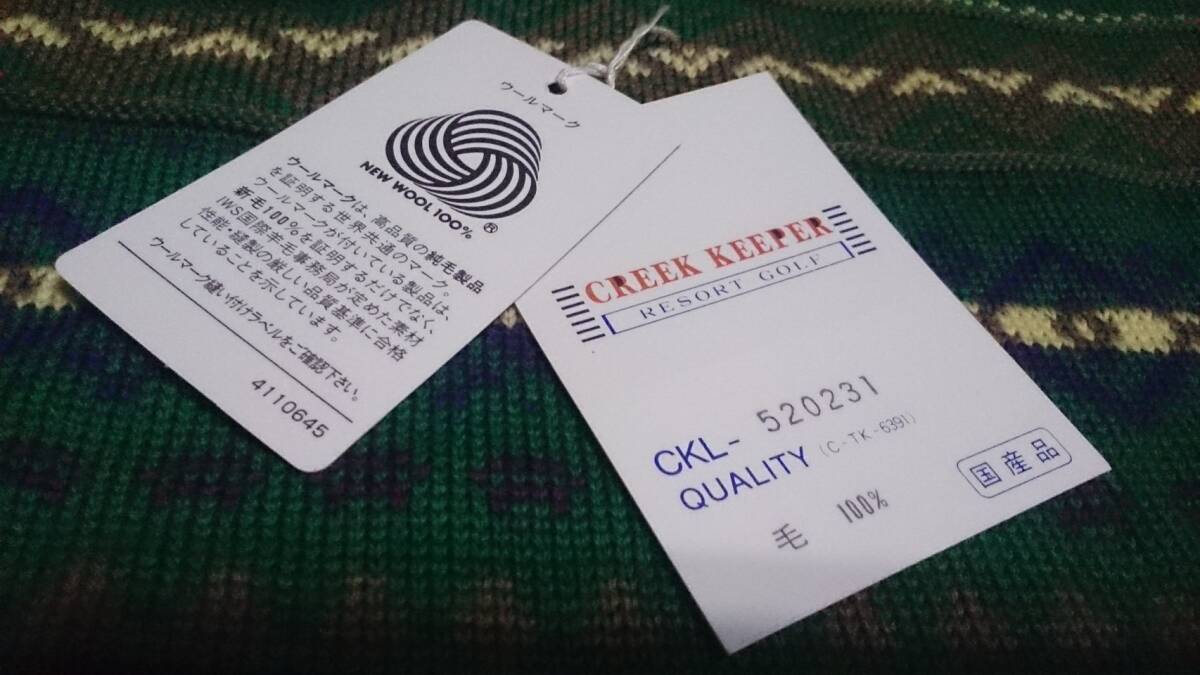 ウールマーク
NEW WOOL 100%
®
ウールマークは、高品質の純毛製品
を証明する世界共通のマーク。
ウールマークが付いている製品は、
新毛100%を証明するだけでなく、
IWS国際羊毛事務局が定めた素材
性能・縫製の厳しい品質基準に合格
していることを示しています。
ウールマーク縫い付けラベルをご確認下さい。
4110645
CREEK KEEPER
RESORT GOLF
CKL- 520231
QUALITY (C-TK-6391)
毛 100%
国産品